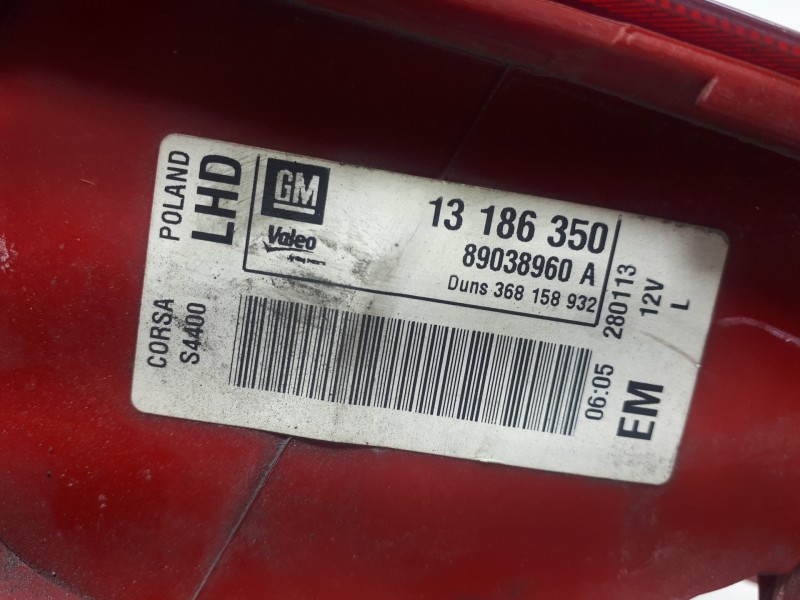 POLAND
LHD
GM
Valeo
13 186 350
89038960 A
Duns 368 158 932
280113
12V
L
CORSA
S4400
06:05
EM